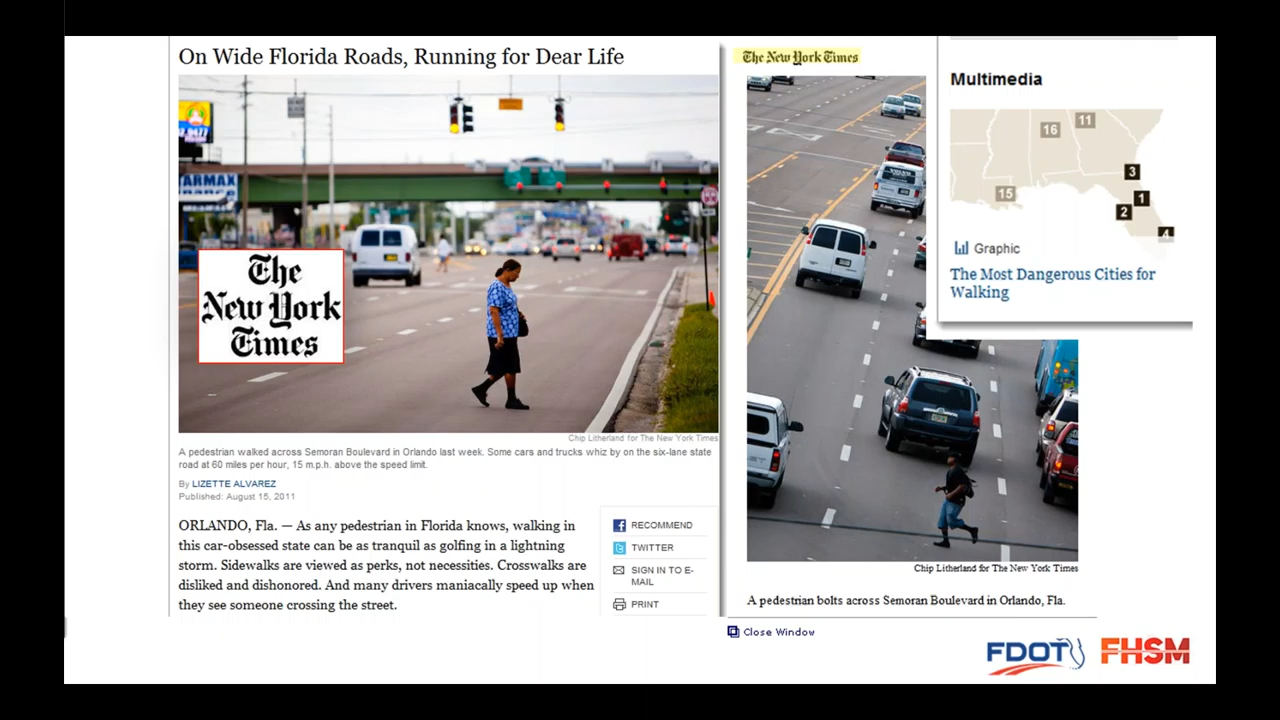 On Wide Florida Roads, Running for Dear Life
The
New York
Times
Chip Litherland for The New York Times
A pedestrian walked across Semoran Boulevard in Orlando last week. Some cars and trucks whiz by on the six-lane state
road at 60 miles per hour, 15 m.p.h. above the speed limit.
By LIZETTE ALVAREZ
Published: August 15, 2011
ORLANDO, Fla. — As any pedestrian in Florida knows, walking in
this car-obsessed state can be as tranquil as golfing in a lightning
storm. Sidewalks are viewed as perks, not necessities. Crosswalks are
disliked and dishonored. And many drivers maniacally speed up when
they see someone crossing the street.
RECOMMEND
TWITTER
SIGN IN TO E-
MAIL
PRINT
The New York Times
Multimedia
11
16
3
15
1
2
4
Graphic
The Most Dangerous Cities for
Walking
Chip Litherland for The New York Times
A pedestrian bolts across Semoran Boulevard in Orlando, Fla.
Close Window
FDOT
FHSM